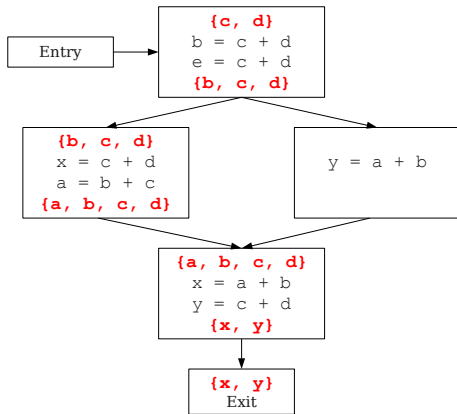 Entry
{c, d}
b = c + d
e = c + d
{b, c, d}
{b, c, d}
x = c + d
a = b + c
{a, b, c, d}
y = a + b
{a, b, c, d}
x = a + b
y = c + d
{x, y}
{x, y}
Exit